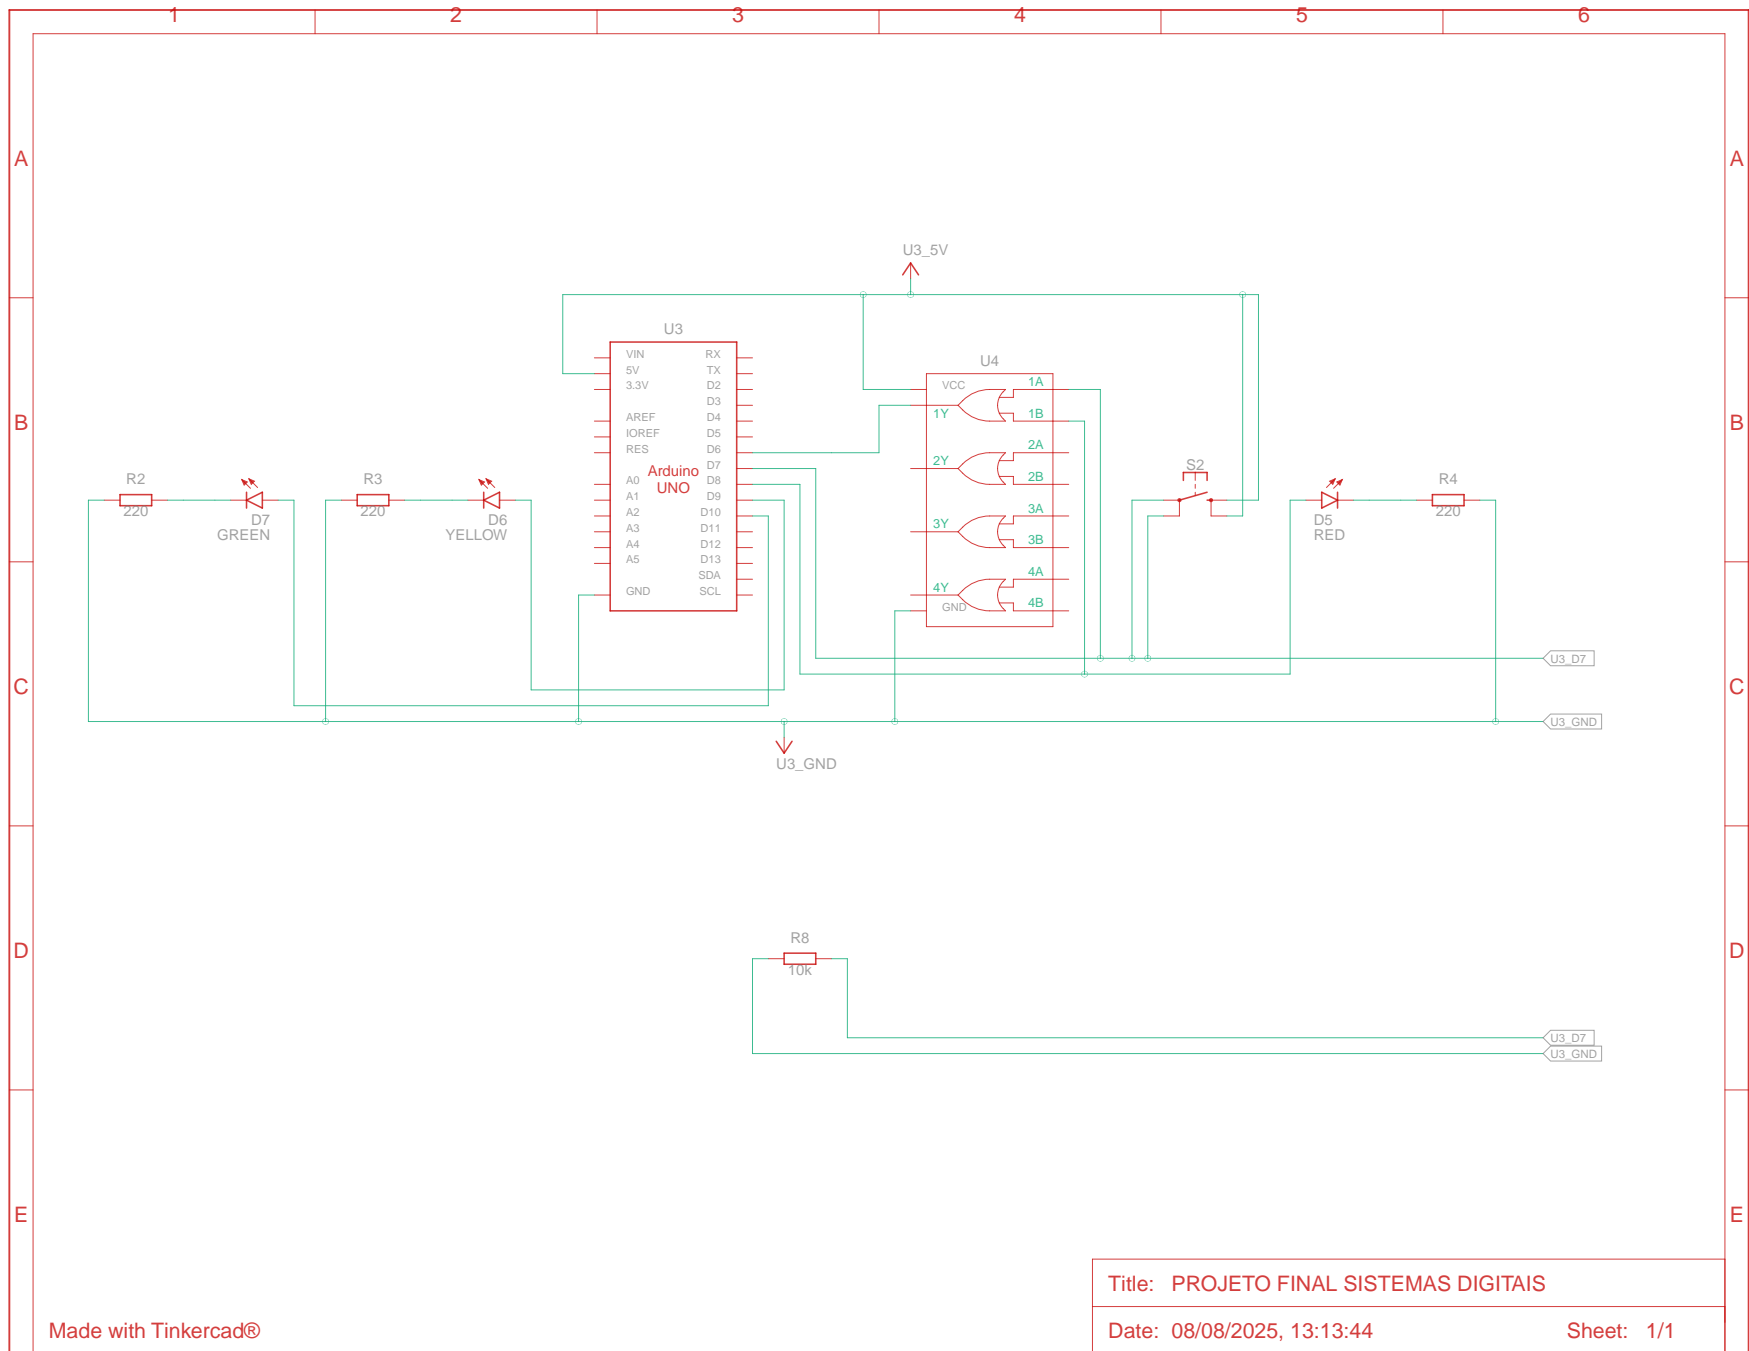 1 2 3 4 5 6
A A
U3_5V
B B
U3
VIN RX
5V TX
3.3V D2
D3
AREF D4
IOREF D5
RES D6
D7
Arduino
UNO
A0 D8
A1 D9
A2 D10
A3 D11
A4 D12
A5 D13
SDA
GND SCL
U4
VCC 1A
1Y 1B
2A
2Y 2B
3A
3Y 3B
4A
4Y 4B
GND
R2
220
D7
GREEN
R3
220
D6
YELLOW
S2
D5
RED
R4
220
C C
U3_D7
U3_GND
U3_GND
D D
R8
10k
U3_D7
U3_GND
E E
Title: PROJETO FINAL SISTEMAS DIGITAIS
Made with Tinkercad®
Date: 08/08/2025, 13:13:44 Sheet: 1/1